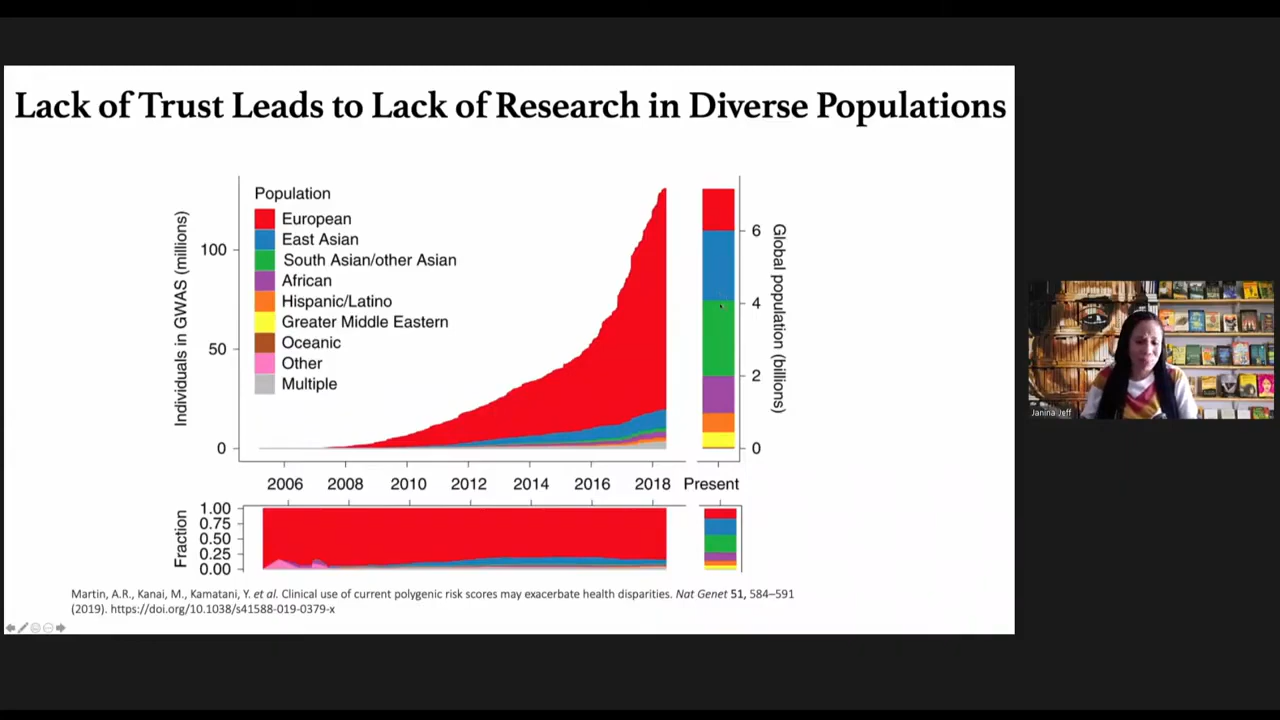 Lack of Trust Leads to Lack of Research in Diverse Populations
Population
European
East Asian
South Asian/other Asian
African
Hispanic/Latino
Greater Middle Eastern
Oceanic
Other
Multiple
Individuals in GWAS (millions)
100
50
0
6
4
2
0
Global population (billions)
2006 2008 2010 2012 2014 2016 2018 Present
Fraction
1.00
0.75
0.50
0.25
0.00
Martin, A.R., Kanai, M., Kamatani, Y. et al. Clinical use of current polygenic risk scores may exacerbate health disparities. Nat Genet 51, 584–591
(2019). https://doi.org/10.1038/s41588-019-0379-x
Janina Jeff